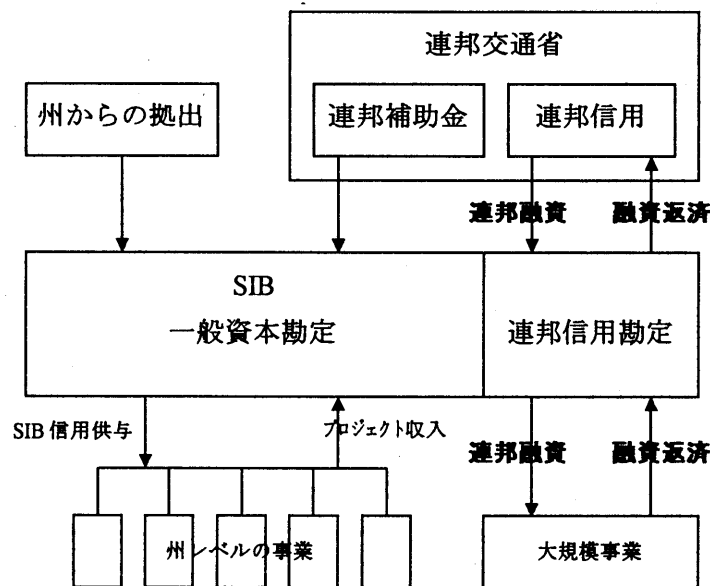 連邦交通省
州からの拠出
連邦補助金
連邦信用
連邦融資
融資返済
SIB
一般資本勘定
連邦信用勘定
SIB 信用供与
プロジェクト収入
連邦融資
融資返済
州レベルの事業
大規模事業